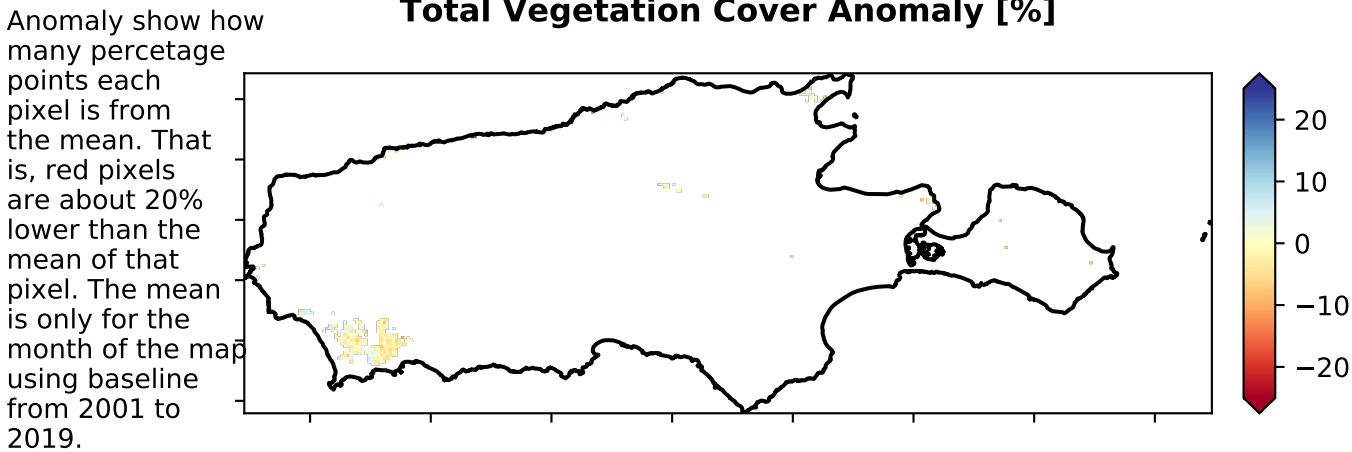 Total Vegetation Cover Anomaly [%]
Anomaly show how
many percetage
points each
pixel is from
the mean. That
is, red pixels
are about 20%
lower than the
mean of that
pixel. The mean
is only for the
month of the map
using baseline
from 2001 to
2019.
20
10
0
−10
−20